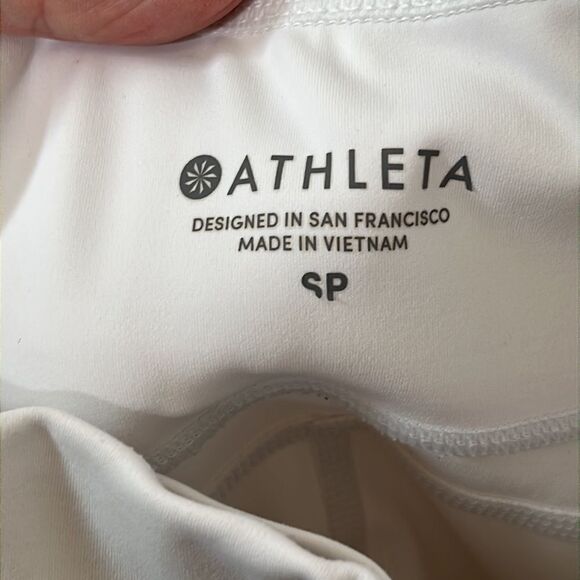 ATHLETA
DESIGNED IN SAN FRANCISCO
MADE IN VIETNAM
SP